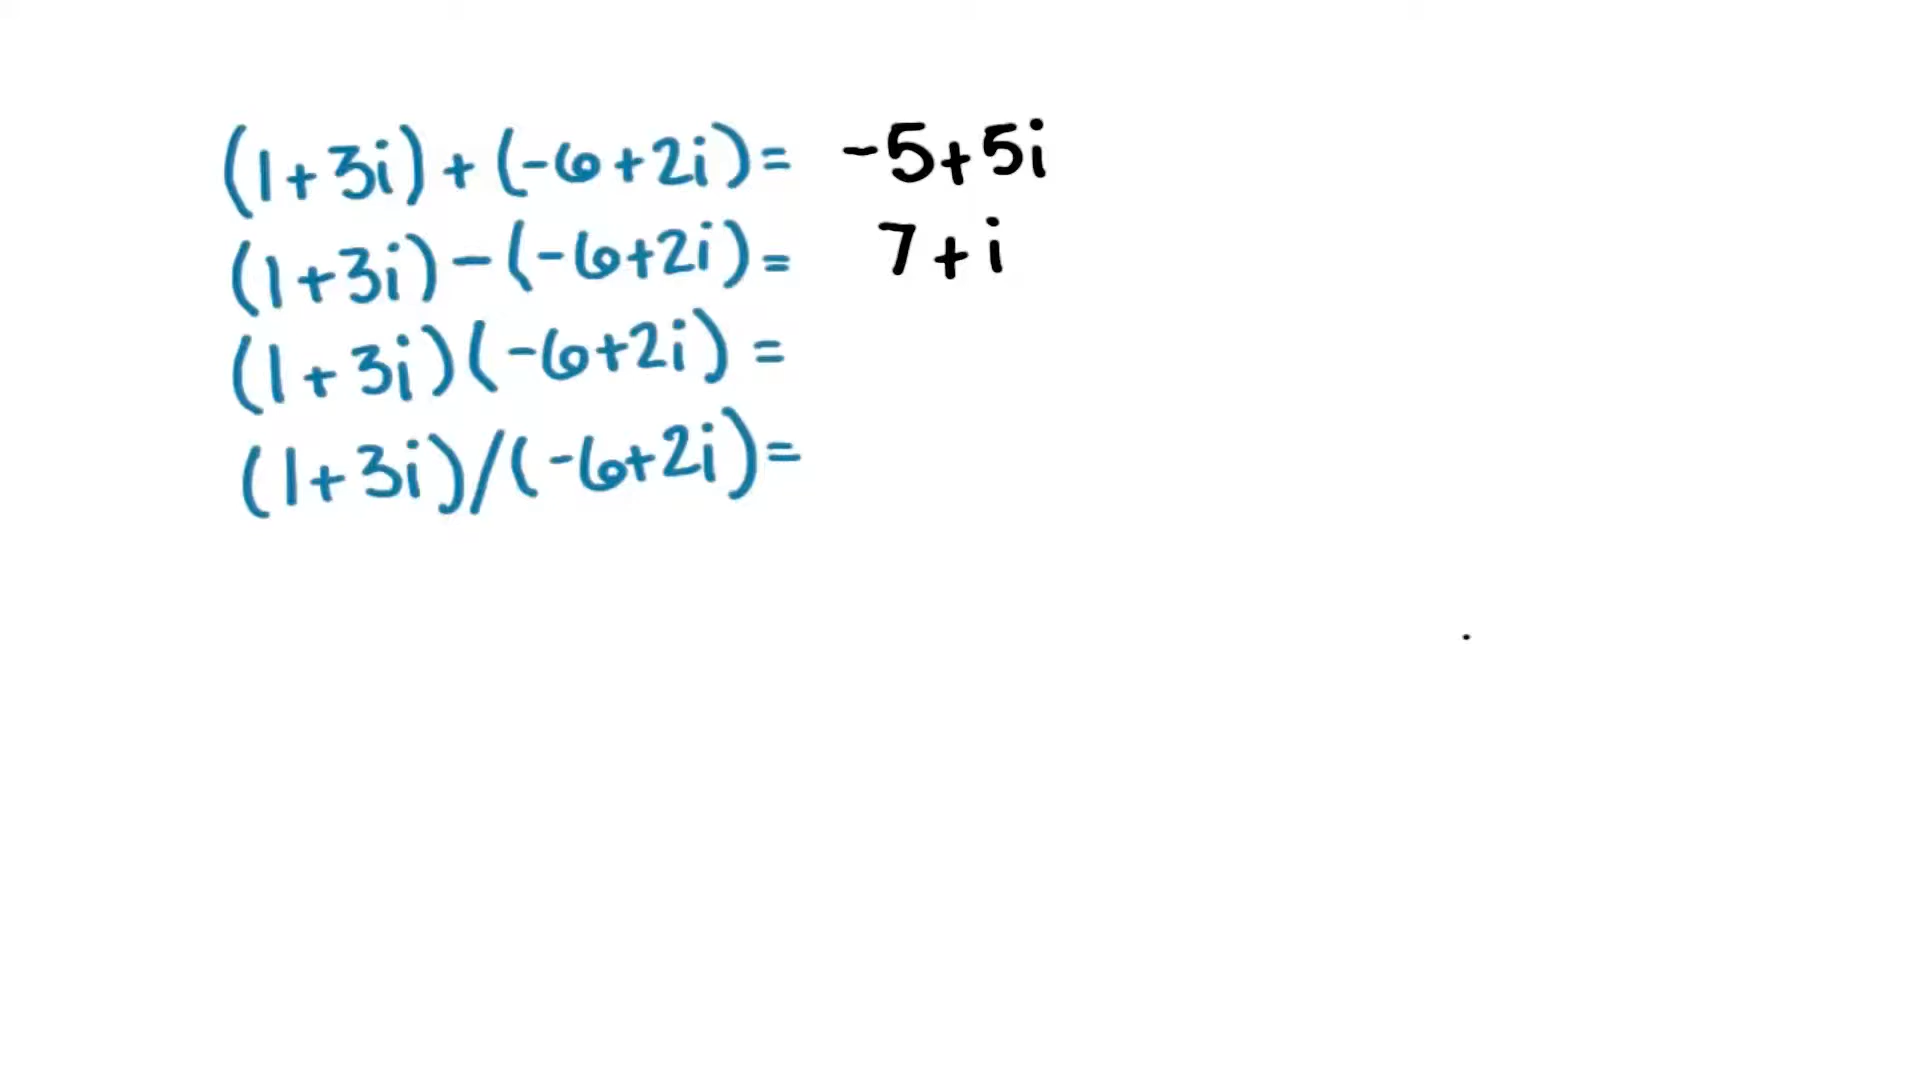 (1+3i)+(-6+2i)= -5+5i
(1+3i)-(-6+2i)= 7+i
(1+3i)(-6+2i)=
(1+3i)/(-6+2i)=